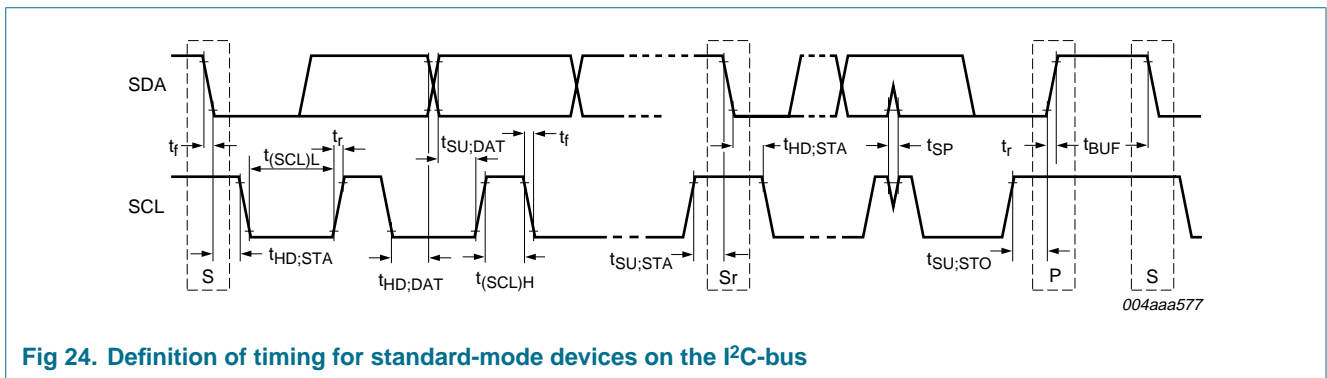 SDA
t_f t_(SCL)L t_r t_SU;DAT t_f t_HD;STA t_SP t_r t_BUF
SCL
t_HD;STA t_HD;DAT t_(SCL)H t_SU;STA t_SU;STO
S Sr P S
004aaa577
Fig 24. Definition of timing for standard-mode devices on the I²C-bus